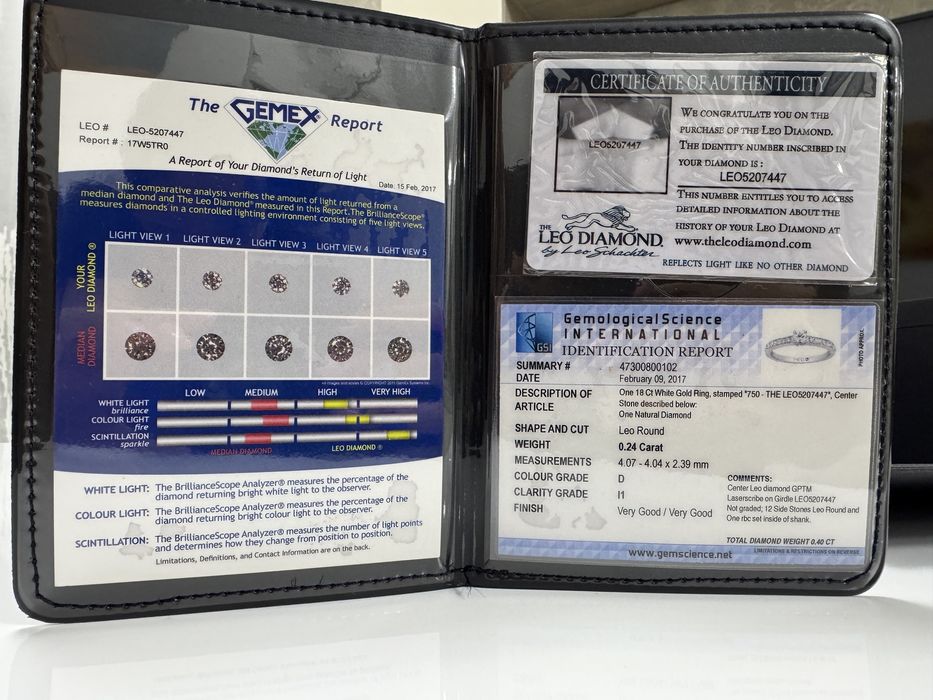 The GEMEX Report
LEO # LEO-5207447
Report # : 17W5TR0
A Report of Your Diamond's Return of Light
Date: 15 Feb, 2017
This comparative analysis verifies the amount of light returned from a
median diamond and The Leo Diamond® measured in this Report. The BrillianceScope®
measures diamonds in a controlled lighting environment consisting of five light views.
LIGHT VIEW 1 LIGHT VIEW 2 LIGHT VIEW 3 LIGHT VIEW 4 LIGHT VIEW 5
YOUR
LEO DIAMOND ®
MEDIAN
DIAMOND
LOW MEDIUM HIGH VERY HIGH
WHITE LIGHT
brilliance
COLOUR LIGHT
fire
SCINTILLATION
sparkle
MEDIAN DIAMOND LEO DIAMOND ®
WHITE LIGHT: The BrillianceScope Analyzer® measures the percentage of the
diamond returning bright white light to the observer.
COLOUR LIGHT: The BrillianceScope Analyzer® measures the percentage of the
diamond returning bright colour light to the observer.
SCINTILLATION: The BrillianceScope Analyzer® measures the number of light points
and determines how they change from position to position.
Limitations, Definitions, and Contact Information are on the back.
CERTIFICATE OF AUTHENTICITY
LEO5207447
WE CONGRATULATE YOU ON THE
PURCHASE OF THE LEO DIAMOND.
THE IDENTITY NUMBER INSCRIBED IN
YOUR DIAMOND IS :
LEO5207447
THIS NUMBER ENTITLES YOU TO ACCESS
DETAILED INFORMATION ABOUT THE
HISTORY OF YOUR LEO DIAMOND AT
www.theleodiamond.com
THE
LEO DIAMOND.
by Leo Schachter
REFLECTS LIGHT LIKE NO OTHER DIAMOND
GSI
GemologicalScience
INTERNATIONAL
IDENTIFICATION REPORT
PHOTO APPROX
SUMMARY # 47300800102
DATE February 09, 2017
DESCRIPTION OF One 18 Ct White Gold Ring, stamped "750 - THE LEO5207447", Center
ARTICLE Stone described below:
One Natural Diamond
SHAPE AND CUT Leo Round
WEIGHT 0.24 Carat
MEASUREMENTS 4.07 - 4.04 x 2.39 mm
COLOUR GRADE D
CLARITY GRADE I1
FINISH Very Good / Very Good
COMMENTS:
Center Leo diamond GPTM
Laserscribe on Girdle LEO5207447
Not graded; 12 Side Stones Leo Round and
One rbc set inside of shank.
TOTAL DIAMOND WEIGHT 0.40 CT
www.gemscience.net
LIMITATIONS & RESTRICTIONS ON REVERSE